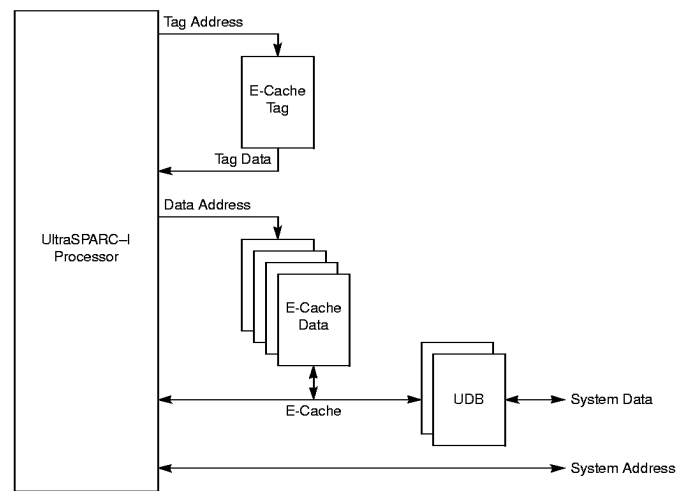 Tag Address
E-Cache
Tag
Tag Data
Data Address
UltraSPARC–I
Processor
E-Cache
Data
E-Cache
UDB
System Data
System Address